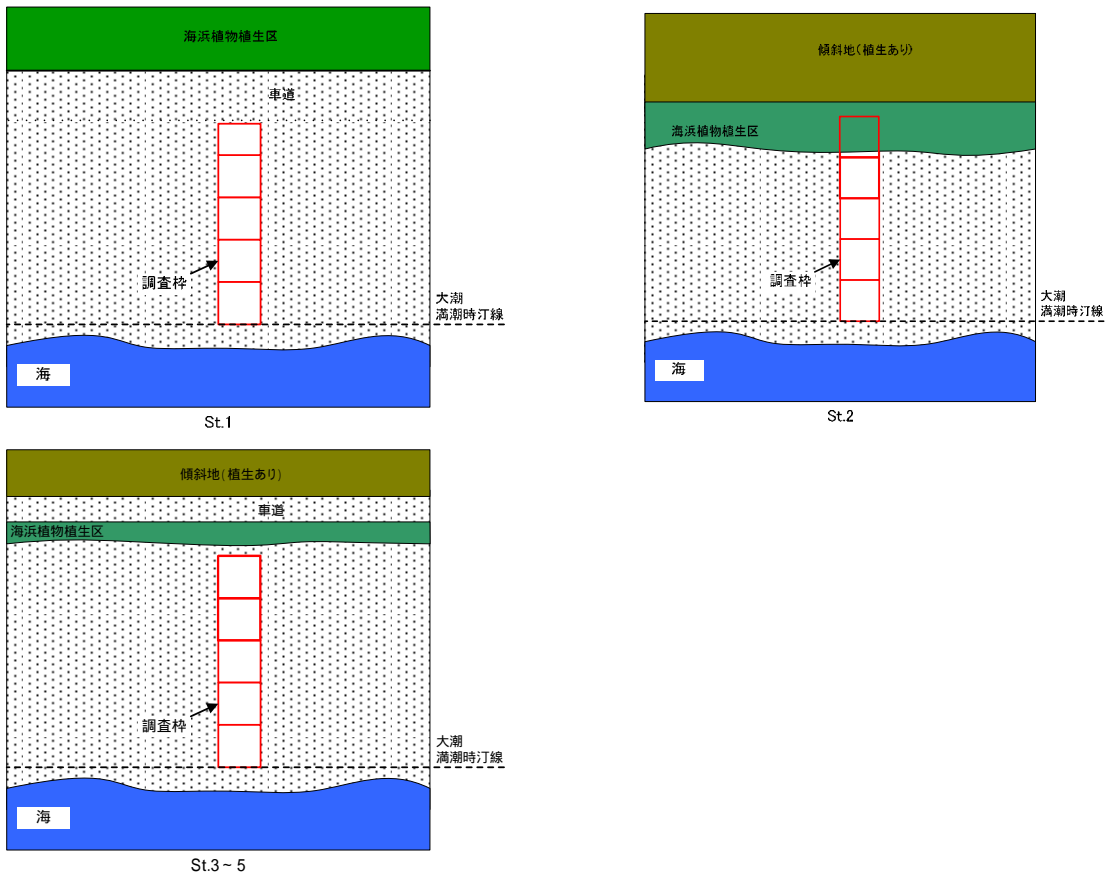 海浜植物植生区
車道
調査枠
大潮
満潮時汀線
海
St.1
傾斜地(植生あり)
海浜植物植生区
調査枠
大潮
満潮時汀線
海
St.2
傾斜地(植生あり)
車道
海浜植物植生区
調査枠
大潮
満潮時汀線
海
St.3~5